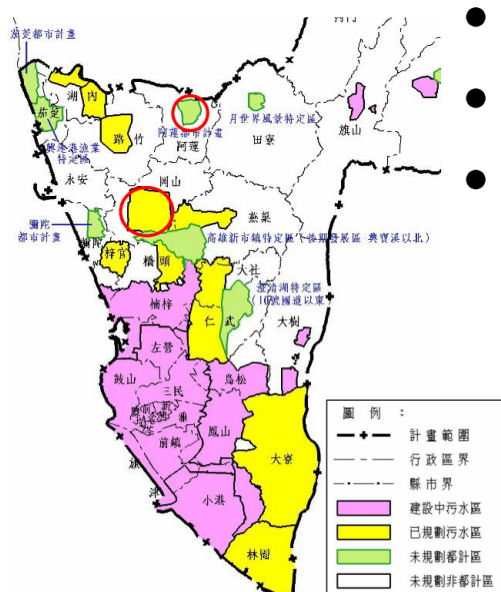 茄萣都市計畫
湖
內
茄萣
路
竹
興達港漁業
特定區
阿蓮都市計畫
阿蓮
月世界風景特定區
田寮
旗山
永安
岡山
彌陀
都市計畫
彌陀
梓官
橋
頭
燕巢
高雄新市鎮特定區(後期發展區-典寶溪以北)
大社
澄清湖特定區
(10號國道以東)
楠梓
仁
武
大樹
左營
鼓山
三民
鳥松
鳳山
前鎮
旗
津
小港
大寮
林園
圖 例 :
計畫範圍
行政區界
縣市界
建設中污水區
已規劃污水區
未規劃都計區
未規劃非都計區